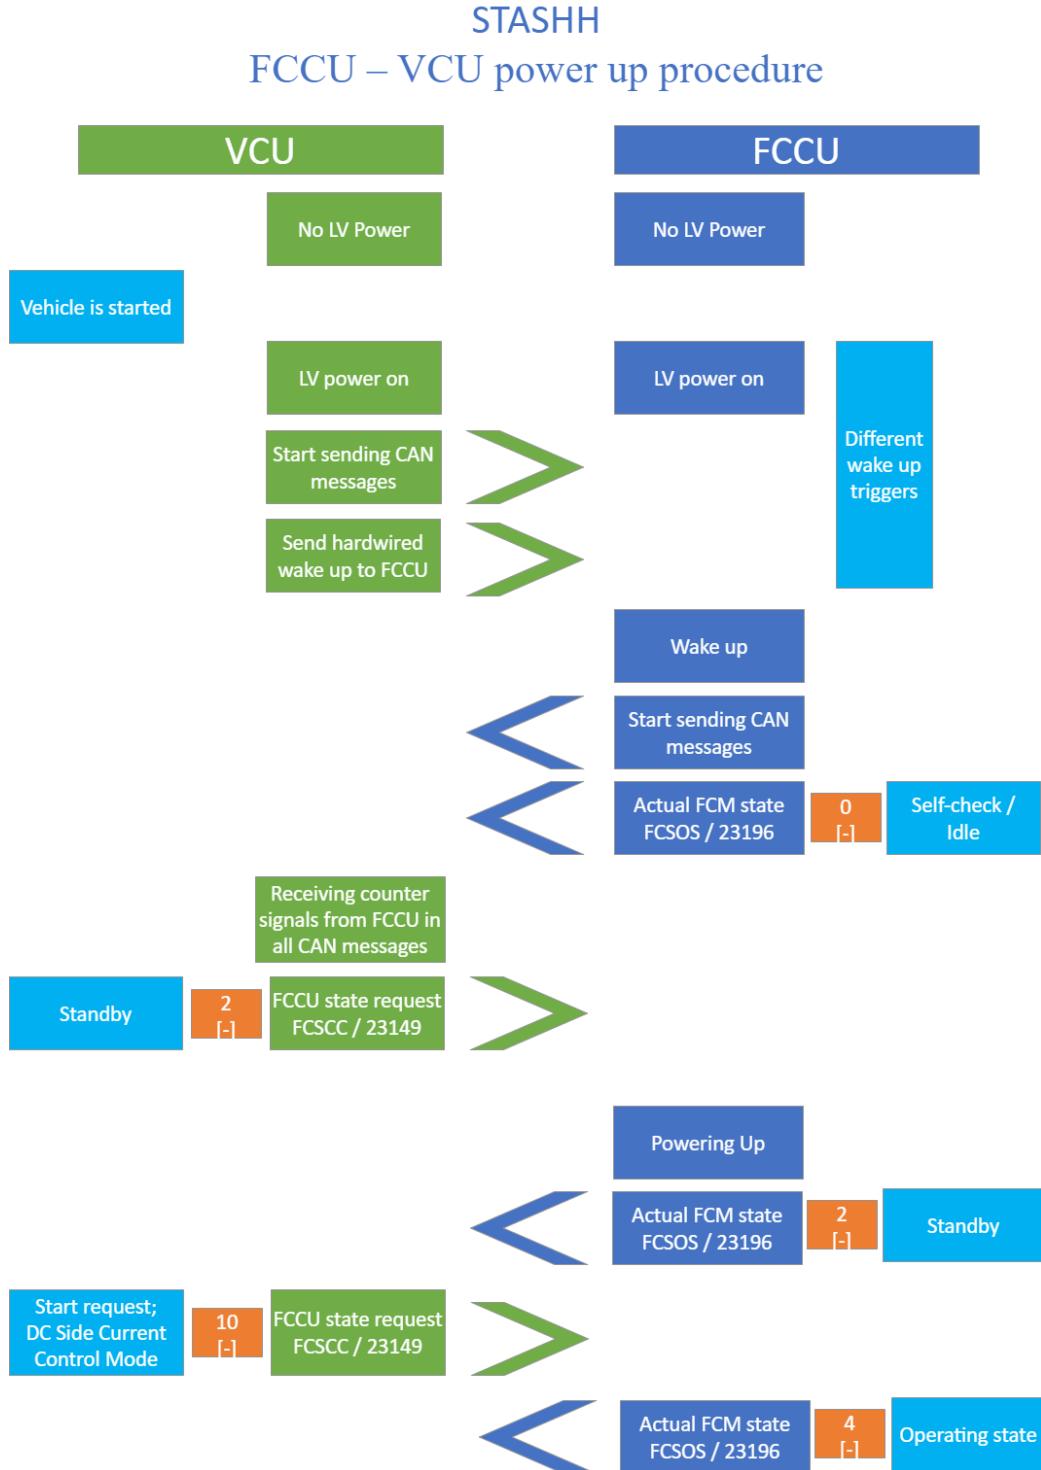 STASHH
FCCU – VCU power up procedure
VCU
FCCU
No LV Power
No LV Power
Vehicle is started
LV power on
LV power on
Different
wake up
triggers
Start sending CAN
messages
Send hardwired
wake up to FCCU
Wake up
Start sending CAN
messages
Actual FCM state
FCSOS / 23196
0
[-]
Self-check /
Idle
Receiving counter
signals from FCCU in
all CAN messages
Standby
2
[-]
FCCU state request
FCSCC / 23149
Powering Up
Actual FCM state
FCSOS / 23196
2
[-]
Standby
Start request;
DC Side Current
Control Mode
10
[-]
FCCU state request
FCSCC / 23149
Actual FCM state
FCSOS / 23196
4
[-]
Operating state